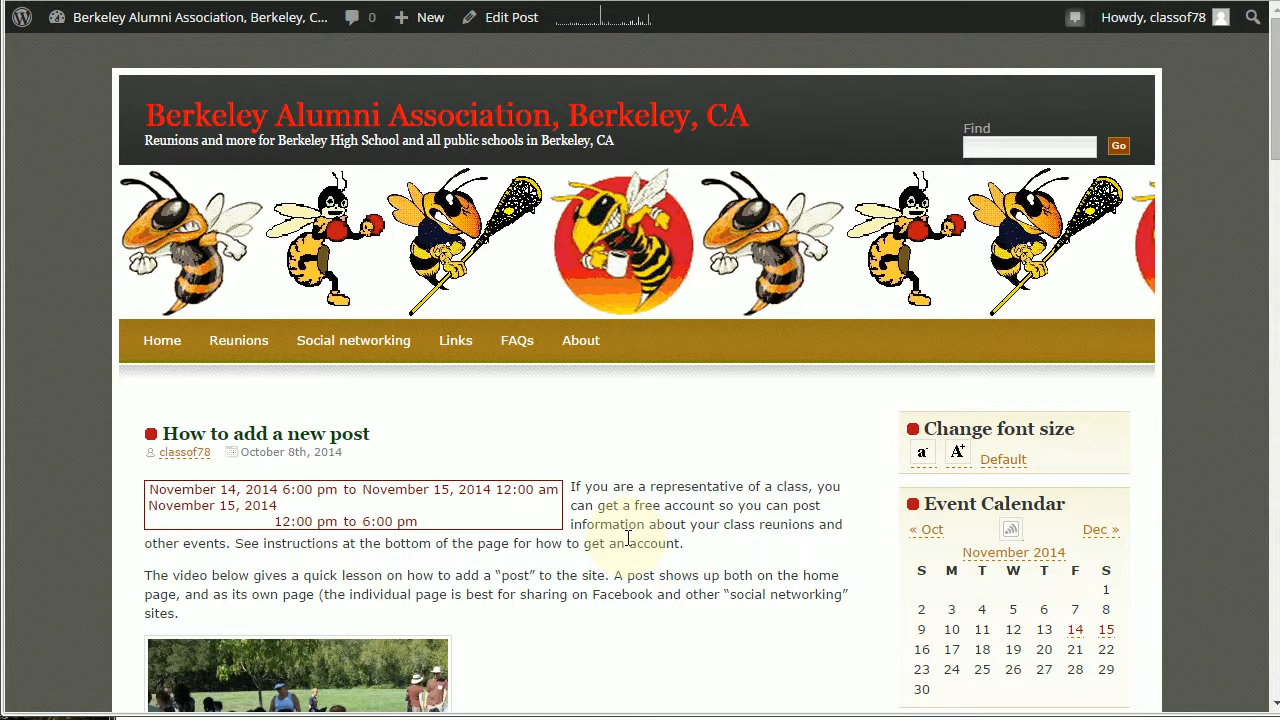 Berkeley Alumni Association, Berkeley, C... 0 New Edit Post Howdy, classof78
Berkeley Alumni Association, Berkeley, CA
Reunions and more for Berkeley High School and all public schools in Berkeley, CA
Find
Go
Home Reunions Social networking Links FAQs About
How to add a new post
classof78 October 8th, 2014
November 14, 2014 6:00 pm to November 15, 2014 12:00 am
November 15, 2014
12:00 pm to 6:00 pm
If you are a representative of a class, you
can get a free account so you can post
information about your class reunions and
other events. See instructions at the bottom of the page for how to get an account.
The video below gives a quick lesson on how to add a “post” to the site. A post shows up both on the home
page, and as its own page (the individual page is best for sharing on Facebook and other “social networking”
sites.
Change font size
a- A+ Default
Event Calendar
« Oct Dec »
November 2014
S M T W T F S
1
2 3 4 5 6 7 8
9 10 11 12 13 14 15
16 17 18 19 20 21 22
23 24 25 26 27 28 29
30